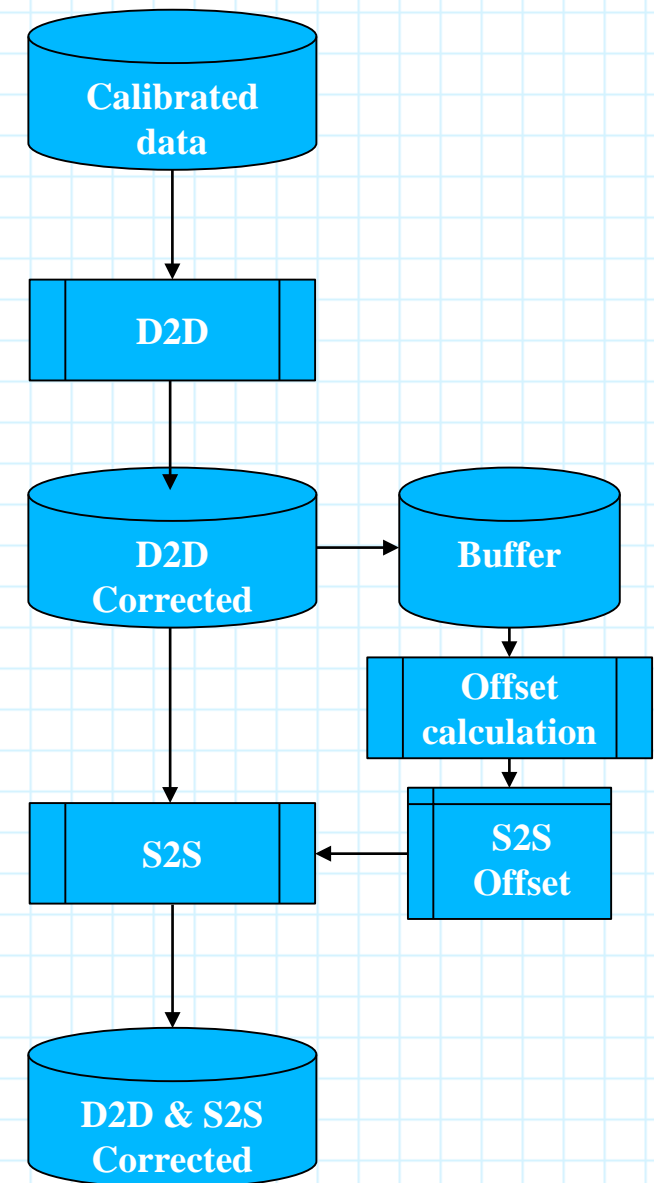 Calibrated
data
D2D
D2D
Corrected
Buffer
Offset
calculation
S2S
S2S
Offset
D2D & S2S
Corrected